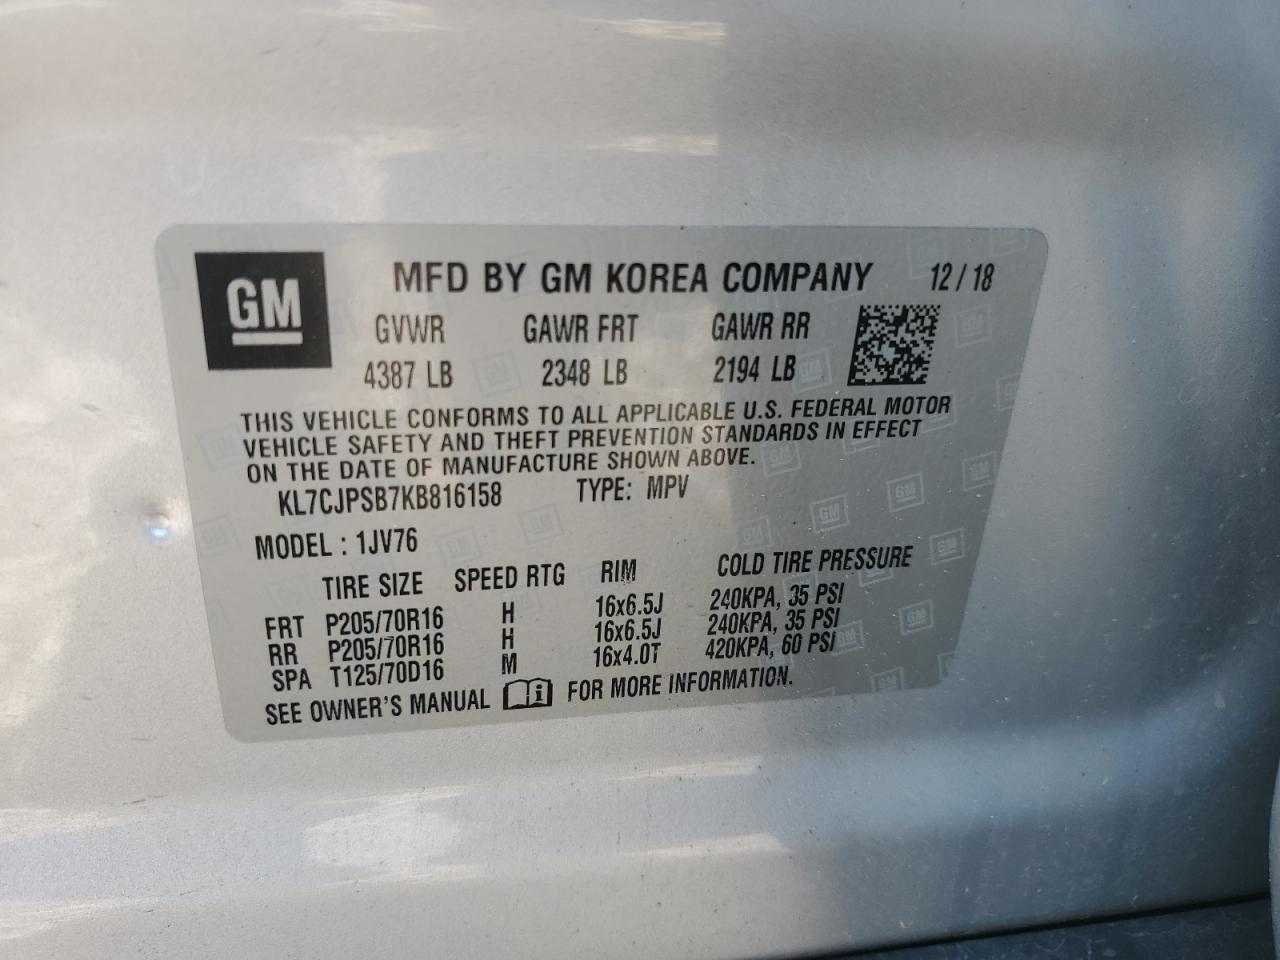 GM MFD BY GM KOREA COMPANY 12/18
GVWR GAWR FRT GAWR RR
4387 LB 2348 LB 2194 LB
THIS VEHICLE CONFORMS TO ALL APPLICABLE U.S. FEDERAL MOTOR
VEHICLE SAFETY AND THEFT PREVENTION STANDARDS IN EFFECT
ON THE DATE OF MANUFACTURE SHOWN ABOVE.
KL7CJPSB7KB816158 TYPE: MPV
MODEL : 1JV76
TIRE SIZE SPEED RTG RIM COLD TIRE PRESSURE
FRT P205/70R16 H 16x6.5J 240KPA, 35 PSI
RR P205/70R16 H 16x6.5J 240KPA, 35 PSI
SPA T125/70D16 M 16x4.0T 420KPA, 60 PSI
SEE OWNER'S MANUAL FOR MORE INFORMATION.